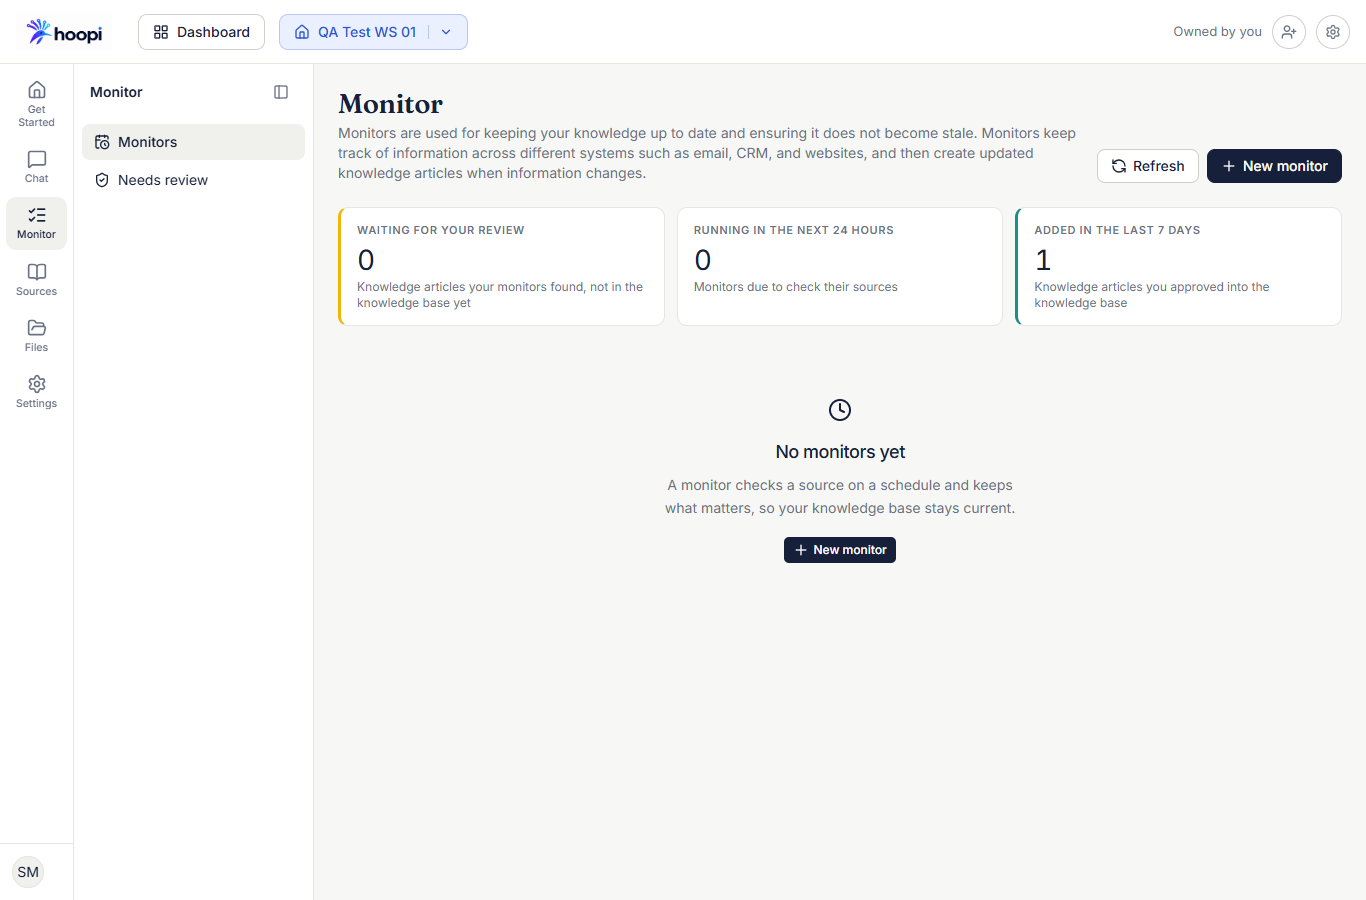 hoopi
Dashboard
QA Test WS 01
Owned by you
Get
Started
Chat
Monitor
Sources
Files
Settings
SM
Monitor
Monitors
Needs review
Monitor
Monitors are used for keeping your knowledge up to date and ensuring it does not become stale. Monitors keep
track of information across different systems such as email, CRM, and websites, and then create updated
knowledge articles when information changes.
Refresh
New monitor
WAITING FOR YOUR REVIEW
0
Knowledge articles your monitors found, not in the
knowledge base yet
RUNNING IN THE NEXT 24 HOURS
0
Monitors due to check their sources
ADDED IN THE LAST 7 DAYS
1
Knowledge articles you approved into the
knowledge base
No monitors yet
A monitor checks a source on a schedule and keeps
what matters, so your knowledge base stays current.
New monitor